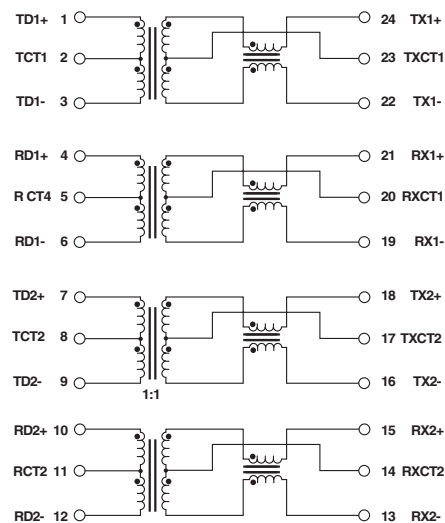 TD1+ 1 24 TX1+
TCT1 2 23 TXCT1
TD1- 3 22 TX1-
RD1+ 4 21 RX1+
R CT4 5 20 RXCT1
RD1- 6 19 RX1-
TD2+ 7 18 TX2+
TCT2 8 17 TXCT2
TD2- 9 16 TX2-
1:1
RD2+ 10 15 RX2+
RCT2 11 14 RXCT2
RD2- 12 13 RX2-